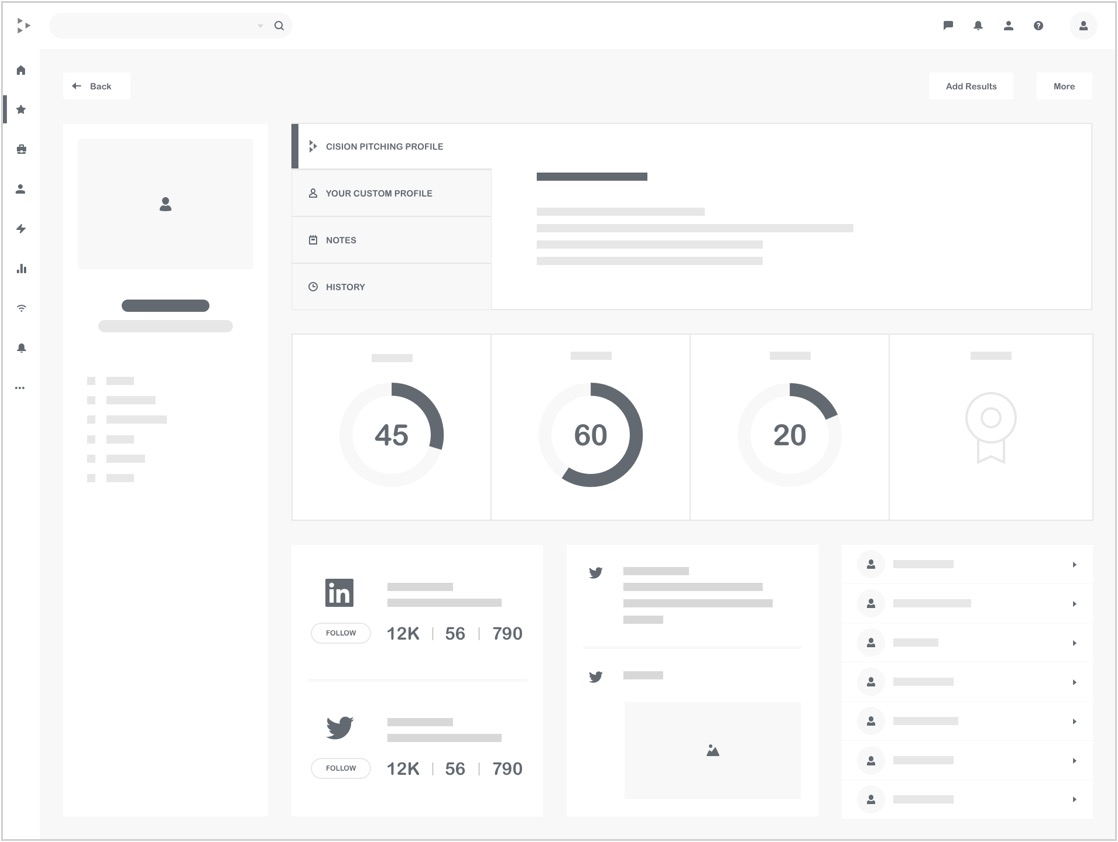 Back
Add Results
More
CISION PITCHING PROFILE
YOUR CUSTOM PROFILE
NOTES
HISTORY
45
60
20
in
FOLLOW
12K | 56 | 790
FOLLOW
12K | 56 | 790